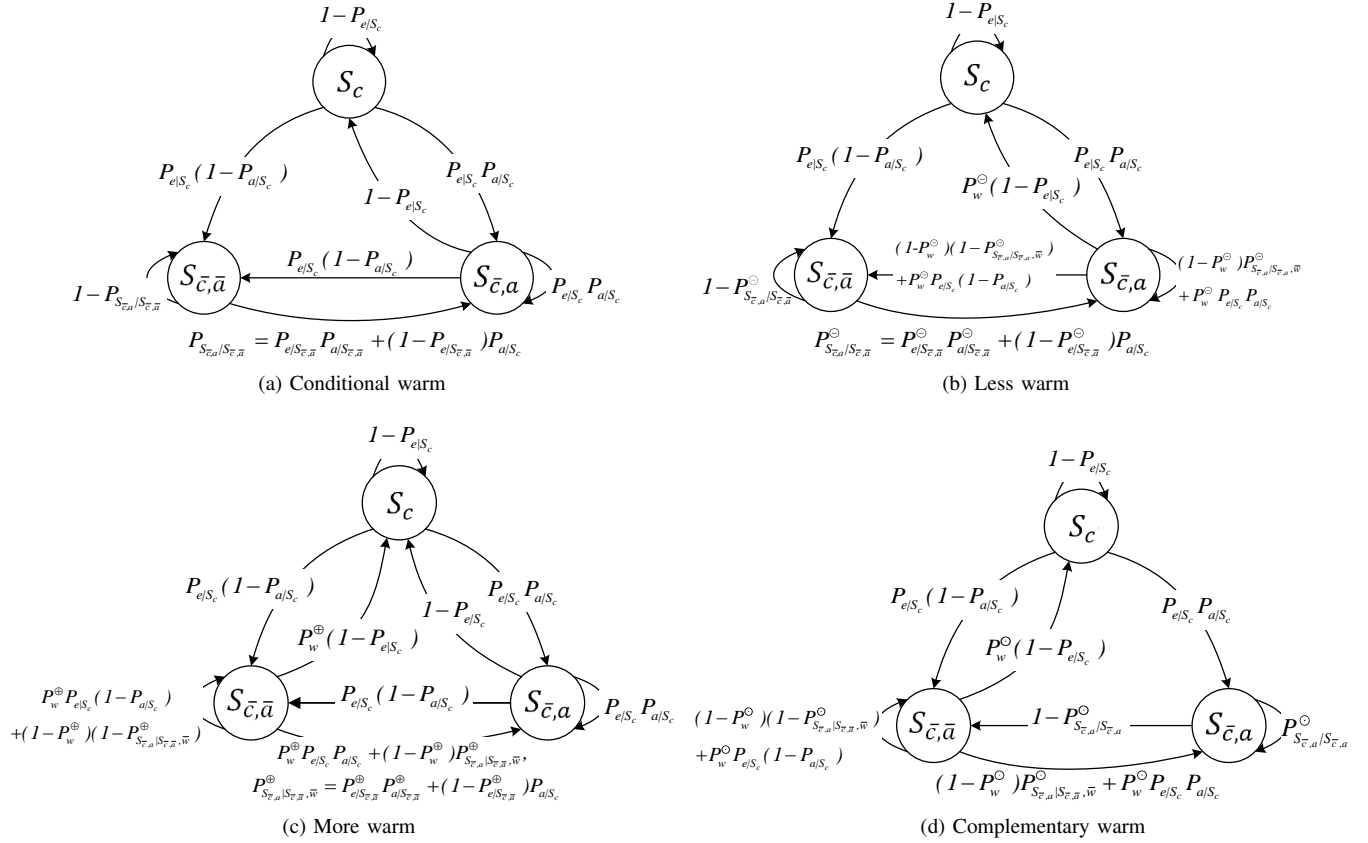 1 − P_{e/S_c}
S_c
P_{e|S_c}(1 − P_{a/S_c})
P_{e|S_c} P_{a/S_c}
1 − P_{e|S_c}
S_{c̄,ā}
P_{e/S_c}(1 − P_{a/S_c})
S_{c̄,a}
P_{e/S_c} P_{a/S_c}
1 − P_{S_{c̄,a}/S_{c̄,ā}}
P_{S_{c̄,a}/S_{c̄,ā}} = P_{e/S_{c̄,ā}} P_{a/S_{c̄,ā}} + (1 − P_{e/S_{c̄,ā}})P_{a/S_c}
(a) Conditional warm
1 − P_{e|S_c}
S_c
P_{e|S_c}(1 − P_{a/S_c})
P_{e|S_c} P_{a/S_c}
P_w^⊖(1 − P_{e|S_c})
S_{c̄,ā}
(1-P_w^⊖)(1 − P^⊖_{S_{c̄,a}/S_{c̄,a},w̄})
+ P_w^⊖ P_{e/S_c}(1 − P_{a/S_c})
S_{c̄,a}
(1 − P_w^⊖)P^⊖_{S_{c̄,a}/S_{c̄,a},w̄}
+ P_w^⊖ P_{e/S_c} P_{a/S_c}
1 − P^⊖_{S_{c̄,a}/S_{c̄,ā}}
P^⊖_{S_{c̄,a}/S_{c̄,ā}} = P^⊖_{e/S_{c̄,ā}} P^⊖_{a/S_{c̄,ā}} + (1 − P^⊖_{e/S_{c̄,ā}})P_{a/S_c}
(b) Less warm
1 − P_{e|S_c}
S_c
P_{e/S_c}(1 − P_{a/S_c})
P_{e/S_c} P_{a/S_c}
1 − P_{e/S_c}
P_w^⊕(1 − P_{e|S_c})
P_w^⊕ P_{e|S_c}(1 − P_{a/S_c})
+(1 − P_w^⊕)(1 − P^⊕_{S_{c̄,a}|S_{c̄,ā},w̄})
S_{c̄,ā}
P_{e/S_c}(1 − P_{a/S_c})
S_{c̄,a}
P_{e/S_c} P_{a/S_c}
P_w^⊕ P_{e/S_c} P_{a/S_c} + (1 − P_w^⊕)P^⊕_{S_{c̄,a}|S_{c̄,ā},w̄},
P^⊕_{S_{c̄,a}|S_{c̄,ā},w̄} = P^⊕_{e/S_{c̄,ā}} P^⊕_{a/S_{c̄,ā}} + (1 − P^⊕_{e/S_{c̄,ā}})P_{a/S_c}
(c) More warm
1 − P_{e/S_c}
S_c
P_{e/S_c}(1 − P_{a/S_c})
P_{e/S_c} P_{a/S_c}
P_w^⊙(1 − P_{e/S_c})
(1 − P_w^⊙)(1 − P^⊙_{S_{c̄,a}|S_{c̄,ā},w̄})
+ P_w^⊙ P_{e/S_c}(1 − P_{a/S_c})
S_{c̄,ā}
1 − P^⊙_{S_{c̄,a}/S_{c̄,a}}
S_{c̄,a}
P^⊙_{S_{c̄,a}/S_{c̄,a}}
(1 − P_w^⊙)P^⊙_{S_{c̄,a}|S_{c̄,ā},w̄} + P_w^⊙ P_{e/S_c} P_{a/S_c}
(d) Complementary warm